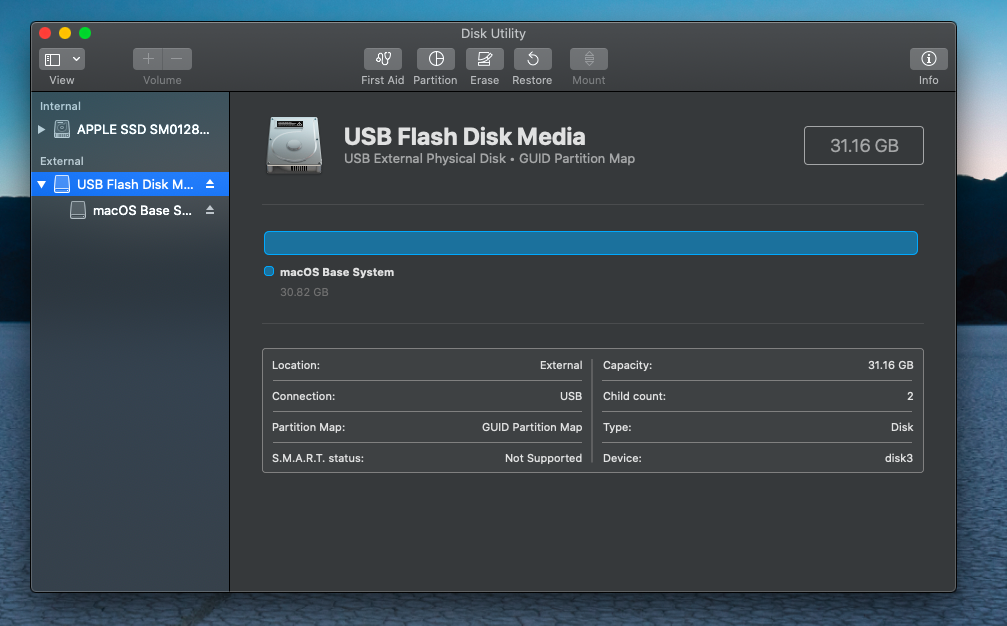 Disk Utility
View
Volume
First Aid
Partition
Erase
Restore
Mount
Info
Internal
APPLE SSD SM0128...
External
USB Flash Disk M...
macOS Base S...
USB Flash Disk Media
USB External Physical Disk • GUID Partition Map
31.16 GB
macOS Base System
30.82 GB
Location: External
Capacity: 31.16 GB
Connection: USB
Child count: 2
Partition Map: GUID Partition Map
Type: Disk
S.M.A.R.T. status: Not Supported
Device: disk3